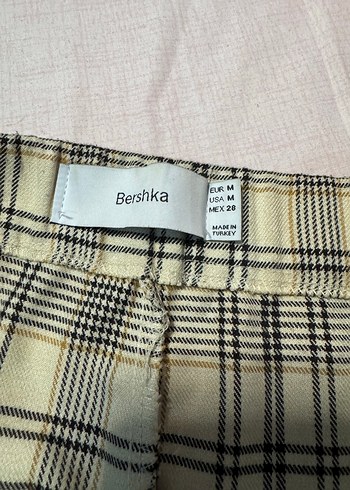 Bershka
EUR M
USA M
MEX 28
MADE IN
TURKEY